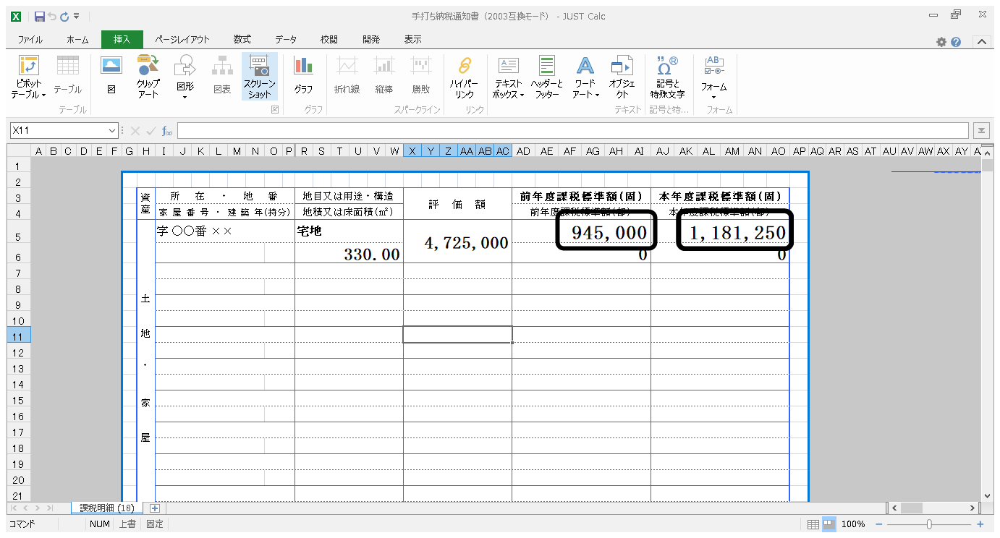 手打ち納税通知書（2003互換モード） - JUST Calc
ファイル ホーム 挿入 ページレイアウト 数式 データ 校閲 開発 表示
ピボットテーブル テーブル 図 クリップアート 図形 図表 スクリーンショット グラフ 折れ線 縦棒 勝敗 ハイパーリンク テキストボックス ヘッダーとフッター ワードアート オブジェクト 記号と特殊文字 フォーム
テーブル グラフ スパークライン リンク テキスト 記号と特... フォーム
X11
A B C D E F G H I J K L M N O P R S T U V W X Y Z AA AB AC AD AE AF AG AH AI AJ AK AL AM AN AO AP AQ AR AS AT AU AV AW AX AY
1
2
3 資産 所在・地番 地目又は用途・構造 評価額 前年度課税標準額(固) 本年度課税標準額(固)
4 家屋番号・建築年(持分) 地積又は床面積(㎡) 前年度課税標準額(都) 本年度課税標準額(都)
5 字〇〇番×× 宅地 4,725,000 945,000 1,181,250
6 330.00 0 0
7
8
9 土
10
11 地
12
13 ・
14
15 家
16
17 屋
18
19
20
21
課税明細 (18)
コマンド NUM 上書 固定 100%